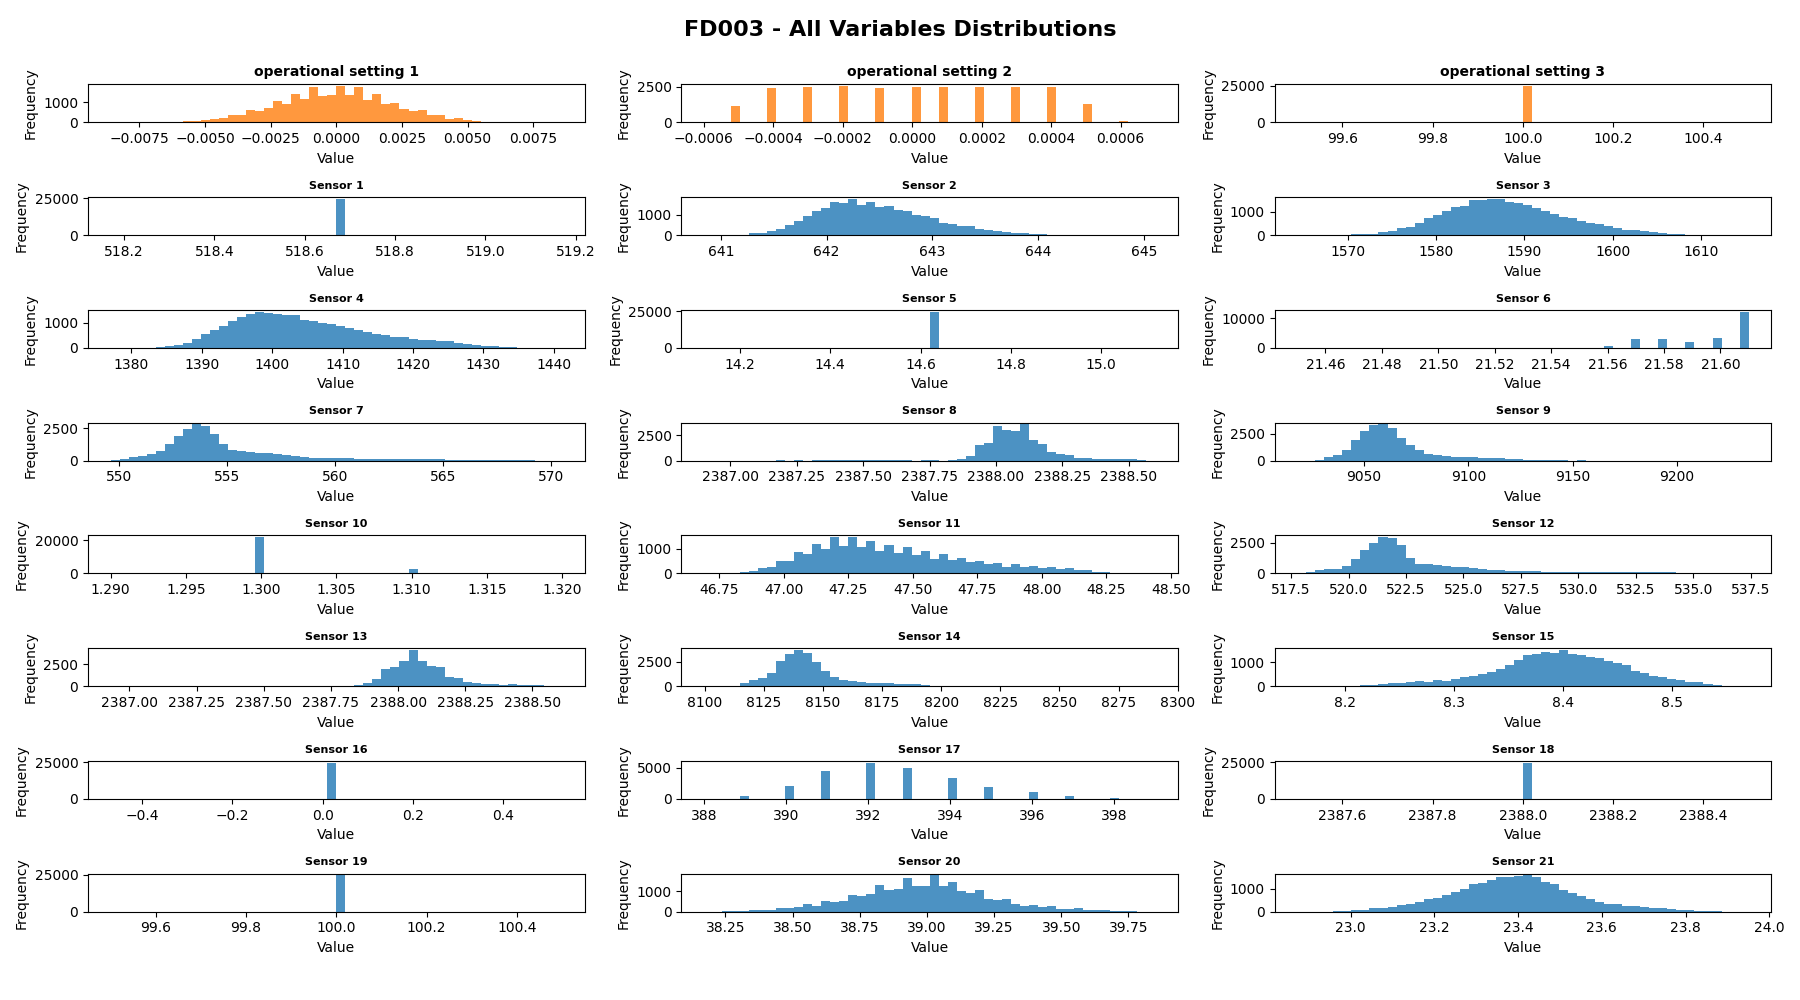 FD003 - All Variables Distributions
operational setting 1
operational setting 2
operational setting 3
Frequency
1000
0
−0.0075 −0.0050 −0.0025 0.0000 0.0025 0.0050 0.0075
Value
Frequency
2500
0
−0.0006 −0.0004 −0.0002 0.0000 0.0002 0.0004 0.0006
Value
Frequency
25000
0
99.6 99.8 100.0 100.2 100.4
Value
Sensor 1
Frequency
25000
0
518.2 518.4 518.6 518.8 519.0 519.2
Value
Sensor 2
Frequency
1000
0
641 642 643 644 645
Value
Sensor 3
Frequency
1000
0
1570 1580 1590 1600 1610
Value
Sensor 4
Frequency
1000
0
1380 1390 1400 1410 1420 1430 1440
Value
Sensor 5
Frequency
25000
0
14.2 14.4 14.6 14.8 15.0
Value
Sensor 6
Frequency
10000
0
21.46 21.48 21.50 21.52 21.54 21.56 21.58 21.60
Value
Sensor 7
Frequency
2500
0
550 555 560 565 570
Value
Sensor 8
Frequency
2500
0
2387.00 2387.25 2387.50 2387.75 2388.00 2388.25 2388.50
Value
Sensor 9
Frequency
2500
0
9050 9100 9150 9200
Value
Sensor 10
Frequency
20000
0
1.290 1.295 1.300 1.305 1.310 1.315 1.320
Value
Sensor 11
Frequency
1000
0
46.75 47.00 47.25 47.50 47.75 48.00 48.25 48.50
Value
Sensor 12
Frequency
2500
0
517.5 520.0 522.5 525.0 527.5 530.0 532.5 535.0 537.5
Value
Sensor 13
Frequency
2500
0
2387.00 2387.25 2387.50 2387.75 2388.00 2388.25 2388.50
Value
Sensor 14
Frequency
2500
0
8100 8125 8150 8175 8200 8225 8250 8275 8300
Value
Sensor 15
Frequency
1000
0
8.2 8.3 8.4 8.5
Value
Sensor 16
Frequency
25000
0
−0.4 −0.2 0.0 0.2 0.4
Value
Sensor 17
Frequency
5000
0
388 390 392 394 396 398
Value
Sensor 18
Frequency
25000
0
2387.6 2387.8 2388.0 2388.2 2388.4
Value
Sensor 19
Frequency
25000
0
99.6 99.8 100.0 100.2 100.4
Value
Sensor 20
Frequency
1000
0
38.25 38.50 38.75 39.00 39.25 39.50 39.75
Value
Sensor 21
Frequency
1000
0
23.0 23.2 23.4 23.6 23.8 24.0
Value